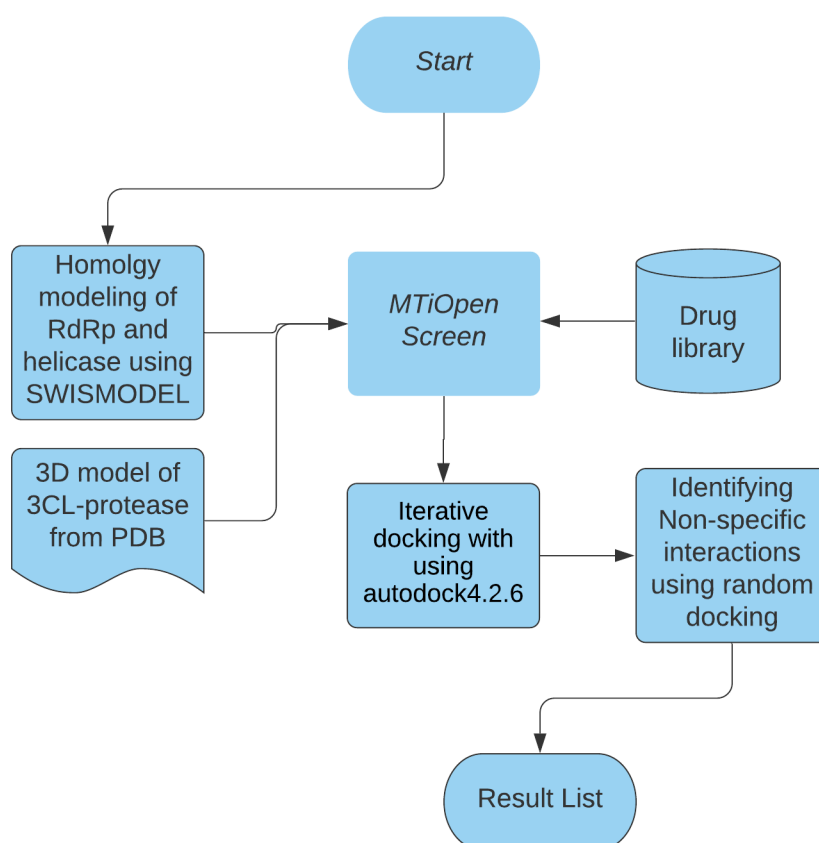 Start
Homolgy
modeling of
RdRp and
helicase using
SWISMODEL
MTiOpen
Screen
Drug
library
3D model of
3CL-protease
from PDB
Iterative
docking with
using
autodock4.2.6
Identifying
Non-specific
interactions
using random
docking
Result List